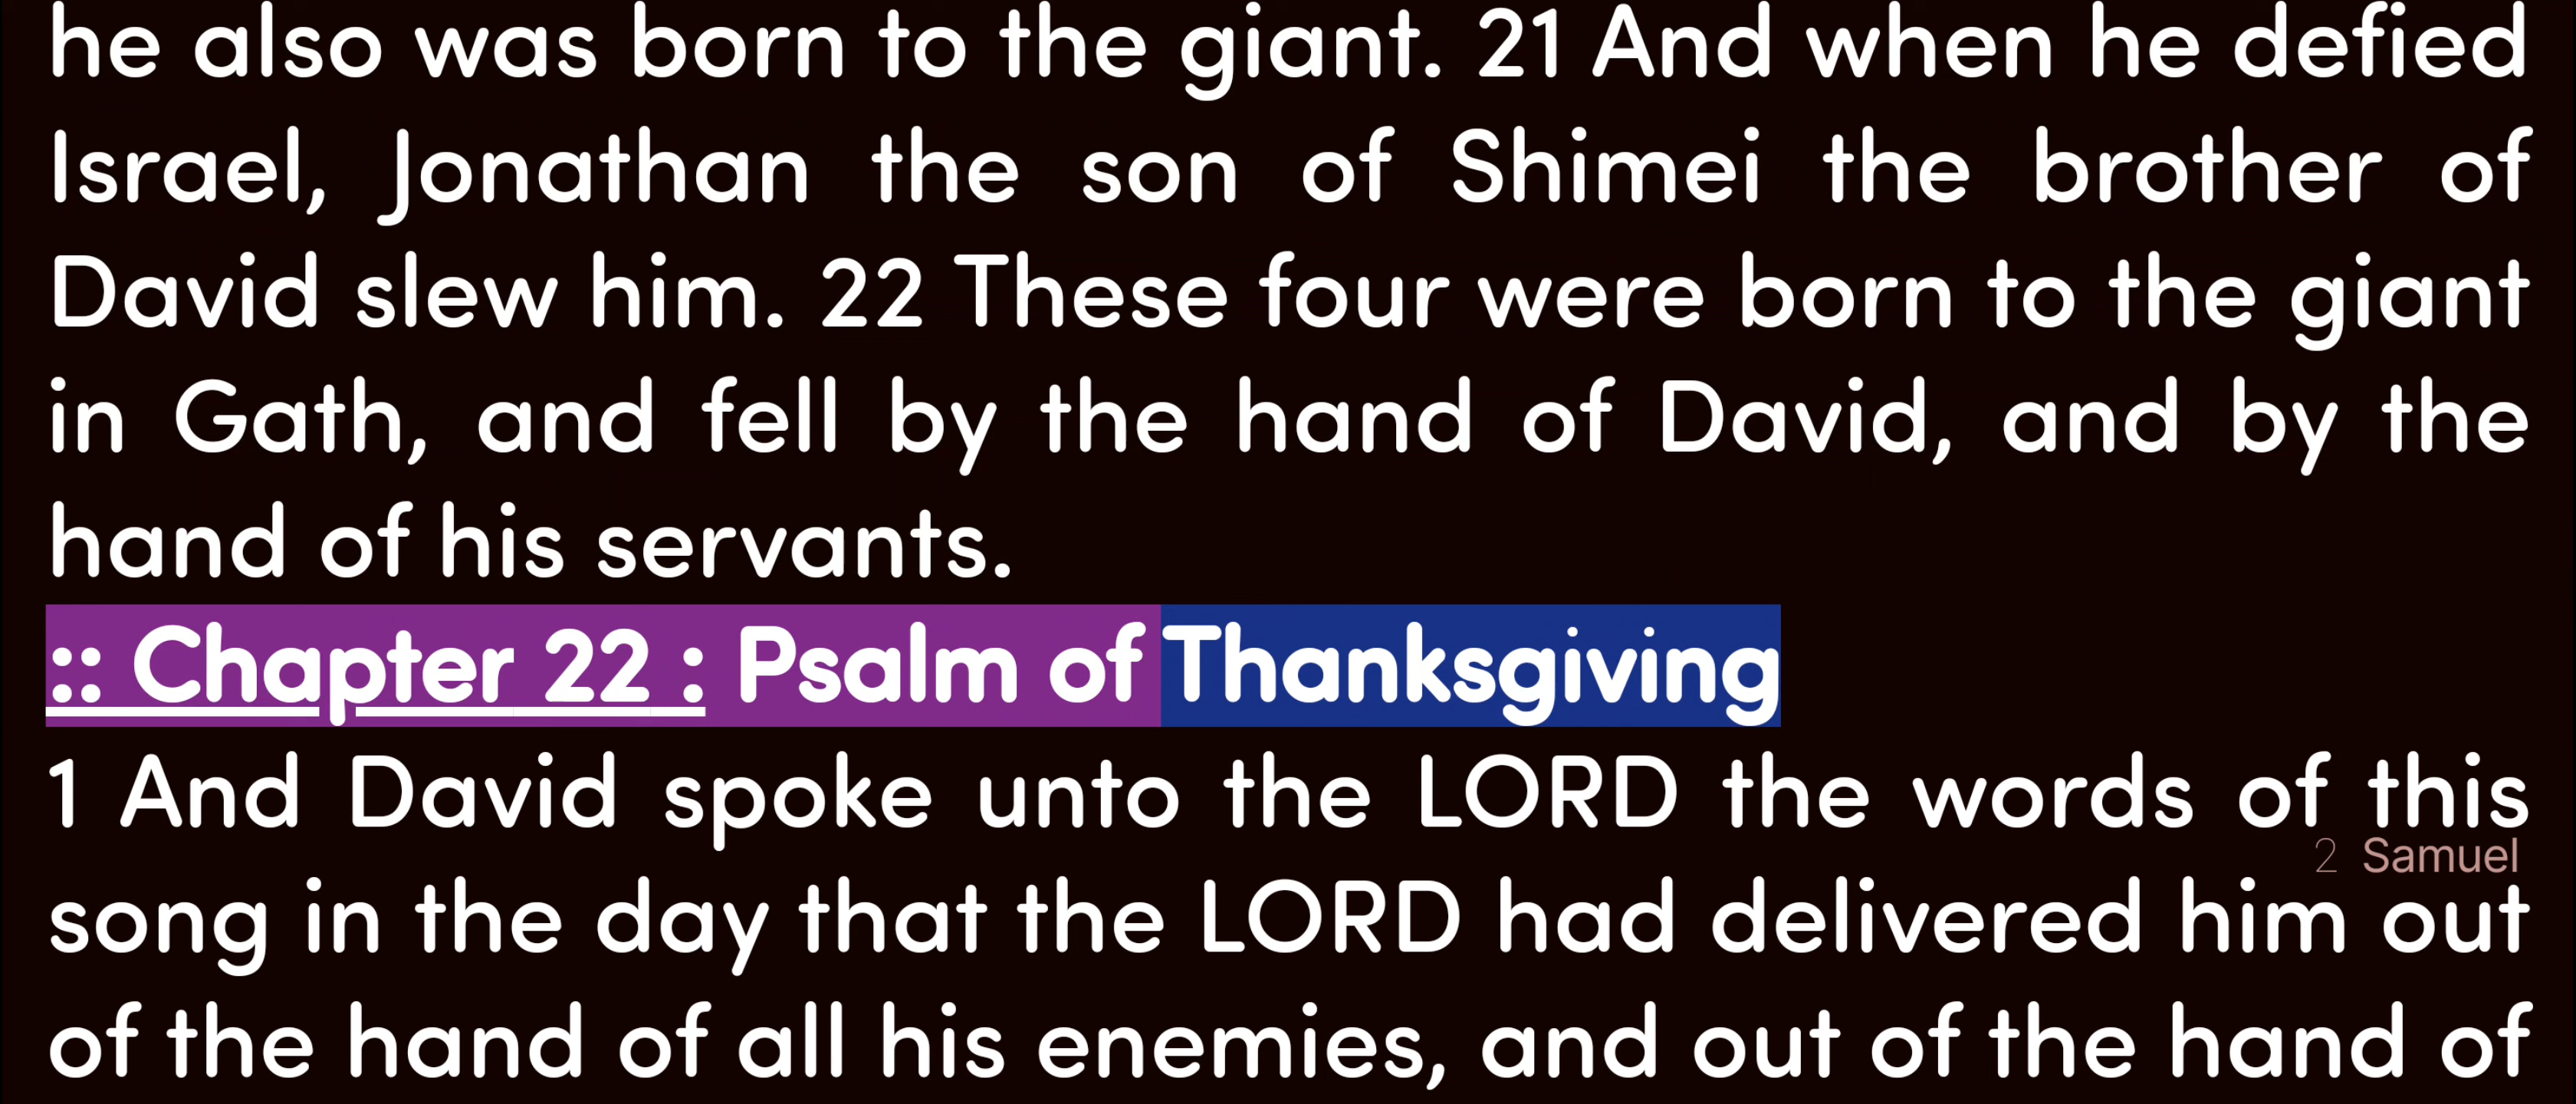 he also was born to the giant. 21 And when he defied
Israel, Jonathan the son of Shimei the brother of
David slew him. 22 These four were born to the giant
in Gath, and fell by the hand of David, and by the
hand of his servants.
:: Chapter 22 : Psalm of Thanksgiving
1 And David spoke unto the LORD the words of this
2 Samuel
song in the day that the LORD had delivered him out
of the hand of all his enemies, and out of the hand of